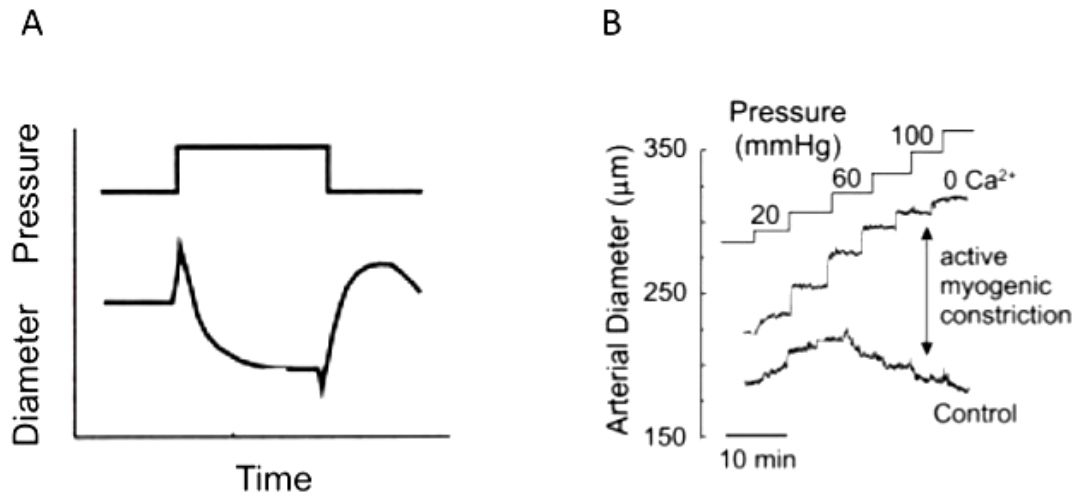 A
Pressure
Diameter
Time
B
Pressure
(mmHg)
350
250
150
Arterial Diameter (μm)
20
60
100
0 Ca²⁺
active
myogenic
constriction
Control
10 min